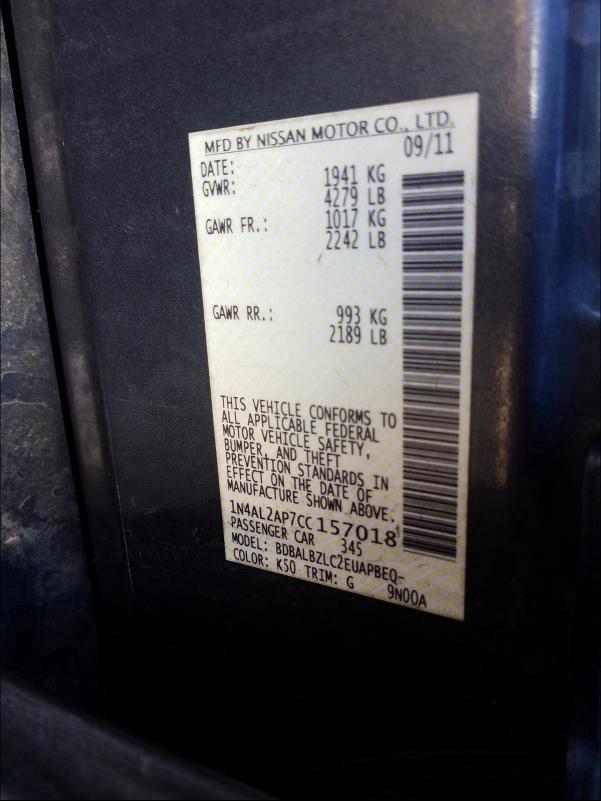 MFD BY NISSAN MOTOR CO., LTD.
DATE: 09/11
GVWR: 1941 KG
4279 LB
GAWR FR.: 1017 KG
2242 LB
GAWR RR.: 993 KG
2189 LB
THIS VEHICLE CONFORMS TO
ALL APPLICABLE FEDERAL
MOTOR VEHICLE SAFETY,
BUMPER, AND THEFT
PREVENTION STANDARDS IN
EFFECT ON THE DATE OF
MANUFACTURE SHOWN ABOVE.
1N4AL2AP7CC157018
PASSENGER CAR 345
MODEL: BDBALBZLC2EUAPBEQ-
COLOR: K50 TRIM: G 9N00A